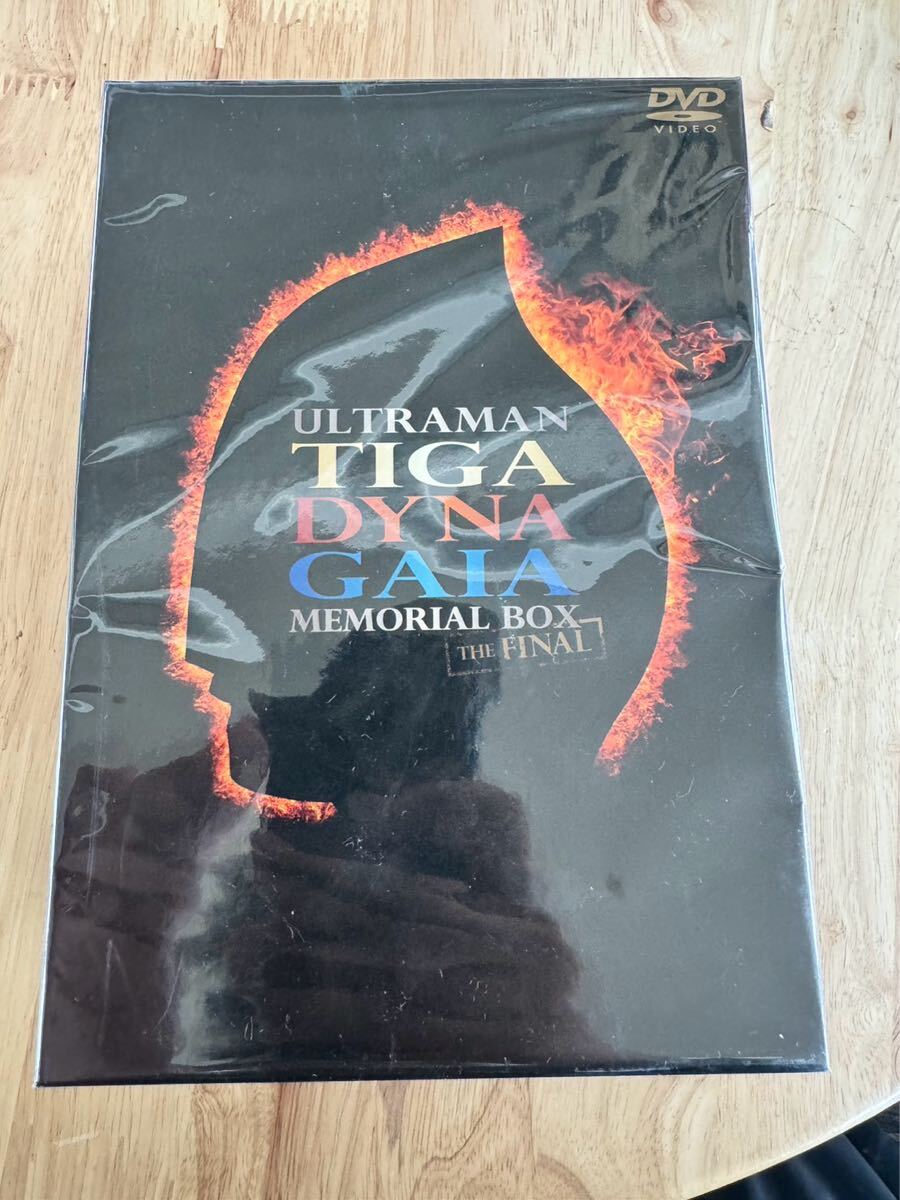 DVD
VIDEO
ULTRAMAN
TIGA
DYNA
GAIA
MEMORIAL BOX
THE FINAL